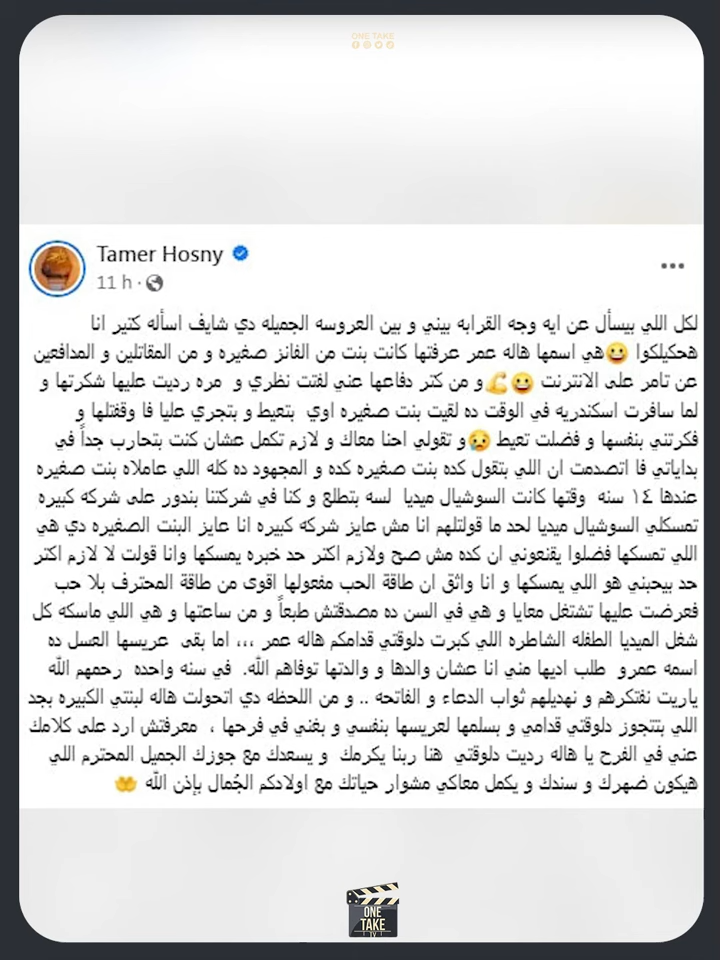 ONE TAKE
Tamer Hosny
11 h ·
لكل اللي بيسأل عن ايه وجه القرابه بيني و بين العروسه الجميله دي شايف اسأله كتير انا
هحكيلكوا 😀هي اسمها هاله عمر عرفتها كانت بنت من الفانز صغيره و من المقاتلين و المدافعين
عن تامر على الانترنت 😀💪و من كتر دفاعها عني لفتت نظري و مره رديت عليها شكرتها و
لما سافرت اسكندريه في الوقت ده لقيت بنت صغيره اوي بتعيط و بتجري عليا فا وقفتلها و
فكرتني بنفسها و فضلت تعيط 😢و تقولي احنا معاك و لازم تكمل عشان كنت بتحارب جداً في
بداياتي فا اتصدمت ان اللي بتقول كده بنت صغيره كده و المجهود ده كله اللي عاملاه بنت صغيره
عندها ١٤ سنه وقتها كانت السوشيال ميديا لسه بتطلع و كنا في شركتنا بندور على شركه كبيره
تمسكلي السوشيال ميديا لحد ما قولتلهم انا مش عايز شركه كبيره انا عايز البنت الصغيره دي هي
اللي تمسكها فضلوا يقنعوني ان كده مش صح ولازم اكتر حد خبره يمسكها وانا قولت لا لازم اكتر
حد بيحبني هو اللي يمسكها و انا واثق ان طاقة الحب مفعولها اقوى من طاقة المحترف بلا حب
فعرضت عليها تشتغل معايا و هي في السن ده مصدقتش طبعاً و من ساعتها و هي اللي ماسكه كل
شغل الميديا الطفله الشاطره اللي كبرت دلوقتي قدامكم هاله عمر ,,, اما بقى عريسها العسل ده
اسمه عمرو طلب اديها مني انا عشان والدها و والدتها توفاهم الله. في سنه واحده رحمهم الله
ياريت نفتكرهم و نهديلهم ثواب الدعاء و الفاتحه .. و من اللحظه دي اتحولت هاله لبنتي الكبيره بجد
اللي بتتجوز دلوقتي قدامي و بسلمها لعريسها بنفسي و بغني في فرحها ، معرفتش ارد على كلامك
عني في الفرح يا هاله رديت دلوقتي هنا ربنا يكرمك و يسعدك مع جوزك الجميل المحترم اللي
هيكون ضهرك و سندك و يكمل معاكي مشوار حياتك مع اولادكم الجُمال بإذن الله 🤲
ONE
TAKE
TV